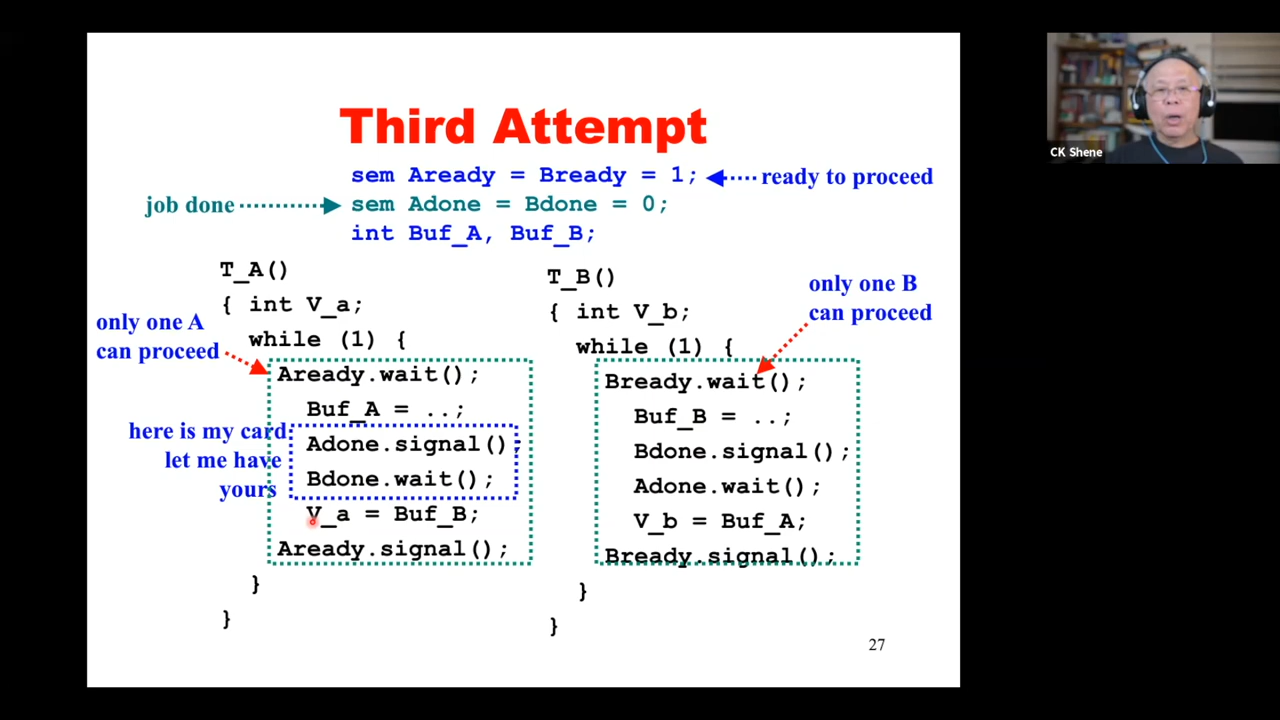 Third Attempt
CK Shene
sem Aready = Bready = 1;
ready to proceed
job done
sem Adone = Bdone = 0;
int Buf_A, Buf_B;
T_A()
{ int V_a;
while (1) {
only one A
can proceed
Aready.wait();
Buf_A = ..;
here is my card
let me have
yours
Adone.signal();
Bdone.wait();
V_a = Buf_B;
Aready.signal();
}
}
T_B()
{ int V_b;
while (1) {
only one B
can proceed
Bready.wait();
Buf_B = ..;
Bdone.signal();
Adone.wait();
V_b = Buf_A;
Bready.signal();
}
}
27